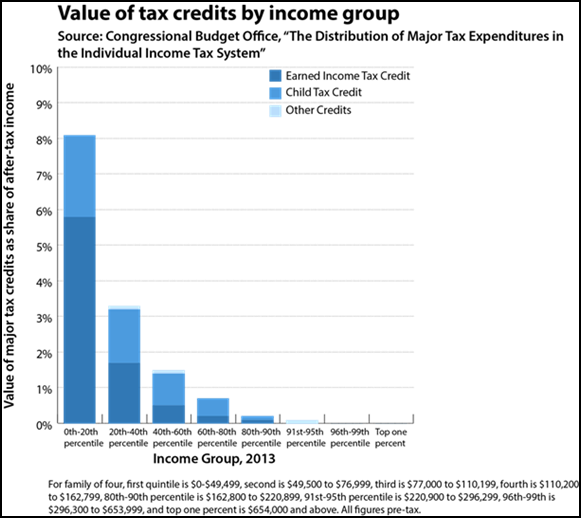 Value of tax credits by income group
Source: Congressional Budget Office, “The Distribution of Major Tax Expenditures in
the Individual Income Tax System”
Value of major tax credits as share of after-tax income
10%
9%
8%
7%
6%
5%
4%
3%
2%
1%
0%
Earned Income Tax Credit
Child Tax Credit
Other Credits
0th-20th
percentile
20th-40th
percentile
40th-60th
percentile
60th-80th
percentile
80th-90th
percentile
91st-95th
percentile
96th-99th
percentile
Top one
percent
Income Group, 2013
For family of four, first quintile is $0-$49,499, second is $49,500 to $76,999, third is $77,000 to $110,199, fourth is $110,200
to $162,799, 80th-90th percentile is $162,800 to $220,899, 91st-95th percentile is $220,900 to $296,299, 96th-99th is
$296,300 to $653,999, and top one percent is $654,000 and above. All figures pre-tax.